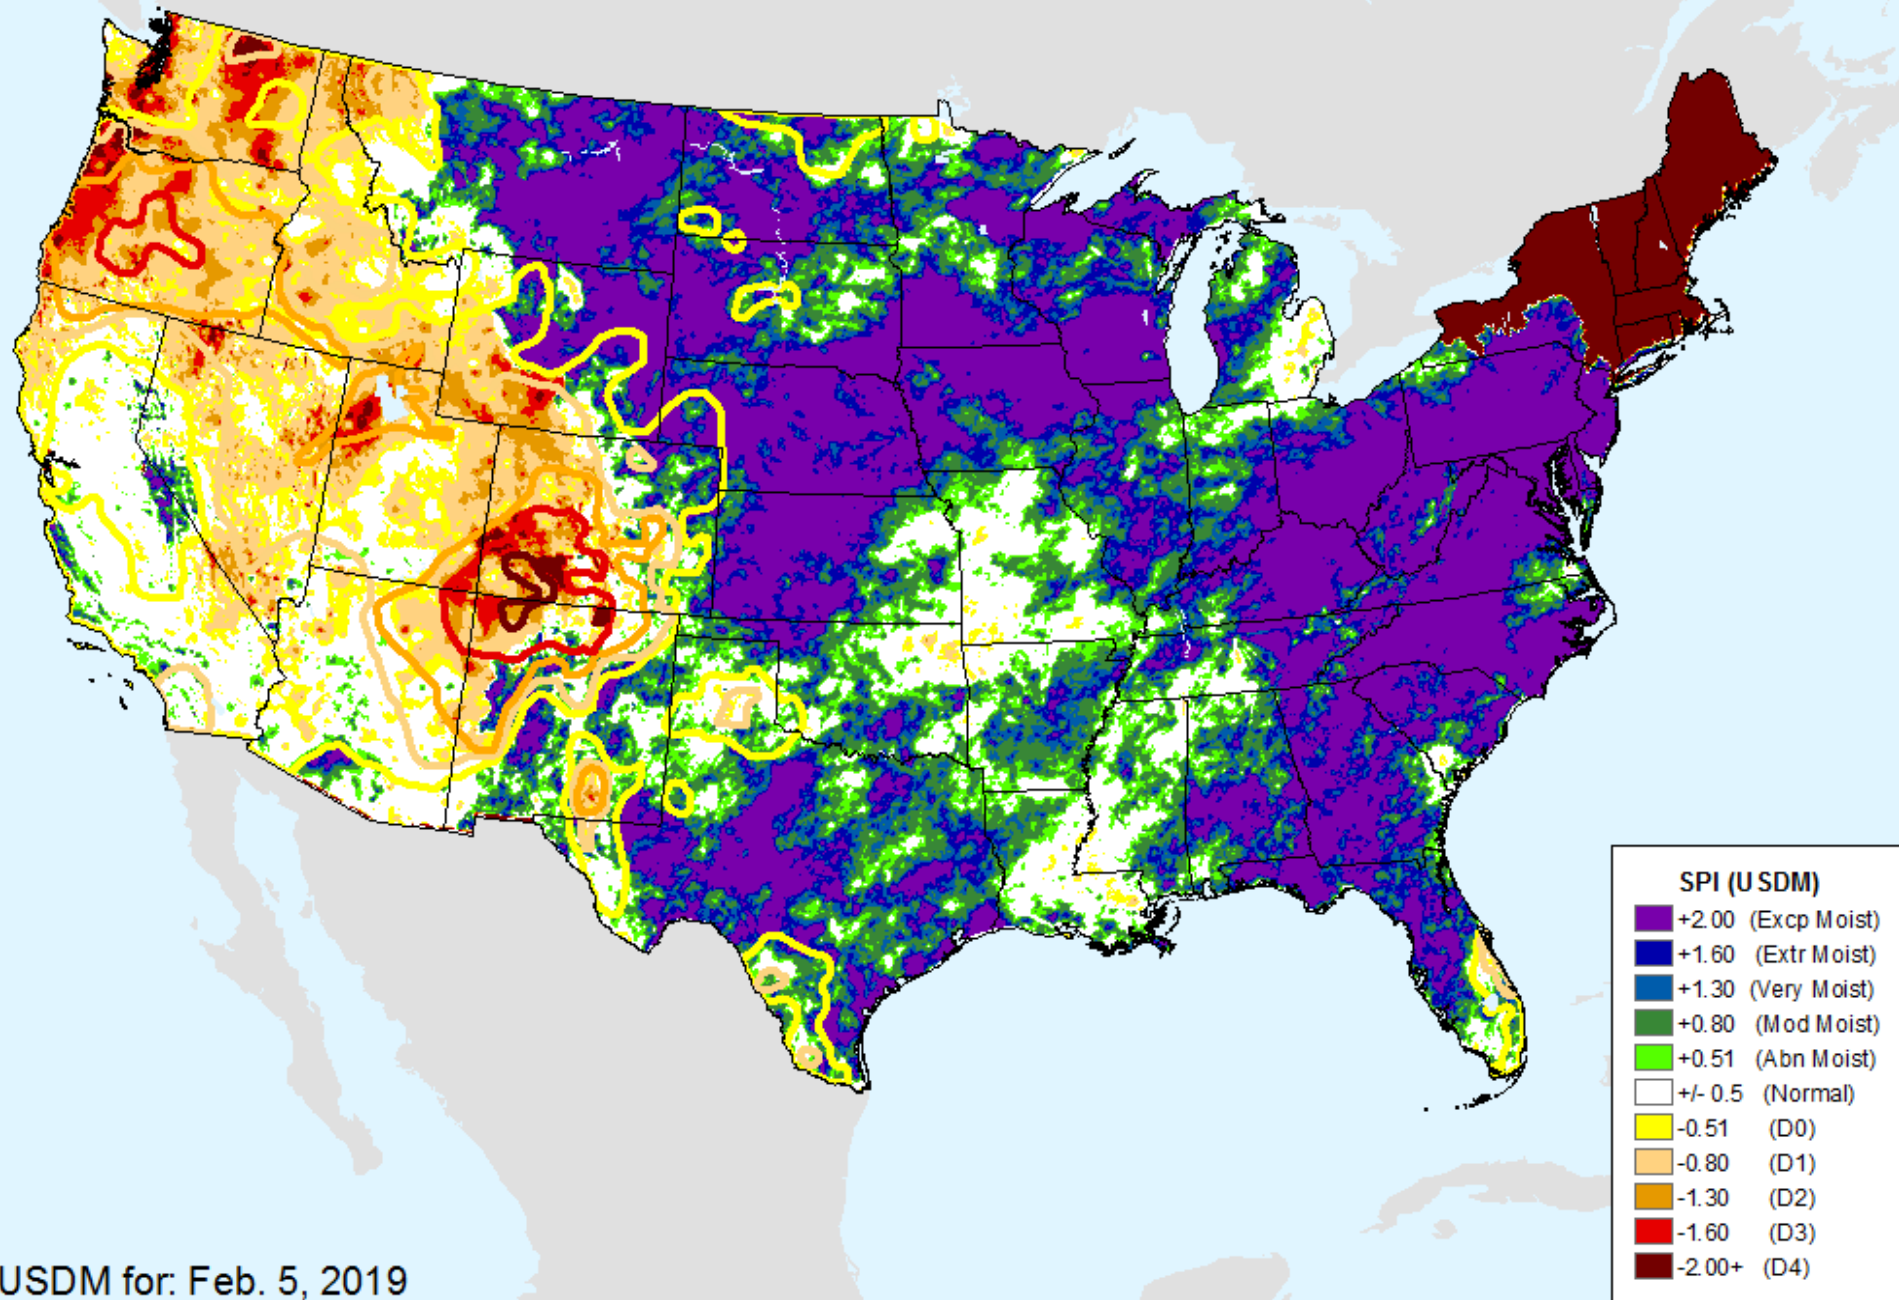 SPI (USDM)
+2.00 (Excp Moist)
+1.60 (Extr Moist)
+1.30 (Very Moist)
+0.80 (Mod Moist)
+0.51 (Abn Moist)
+/- 0.5 (Normal)
-0.51 (D0)
-0.80 (D1)
-1.30 (D2)
-1.60 (D3)
-2.00+ (D4)
USDM for: Feb. 5, 2019